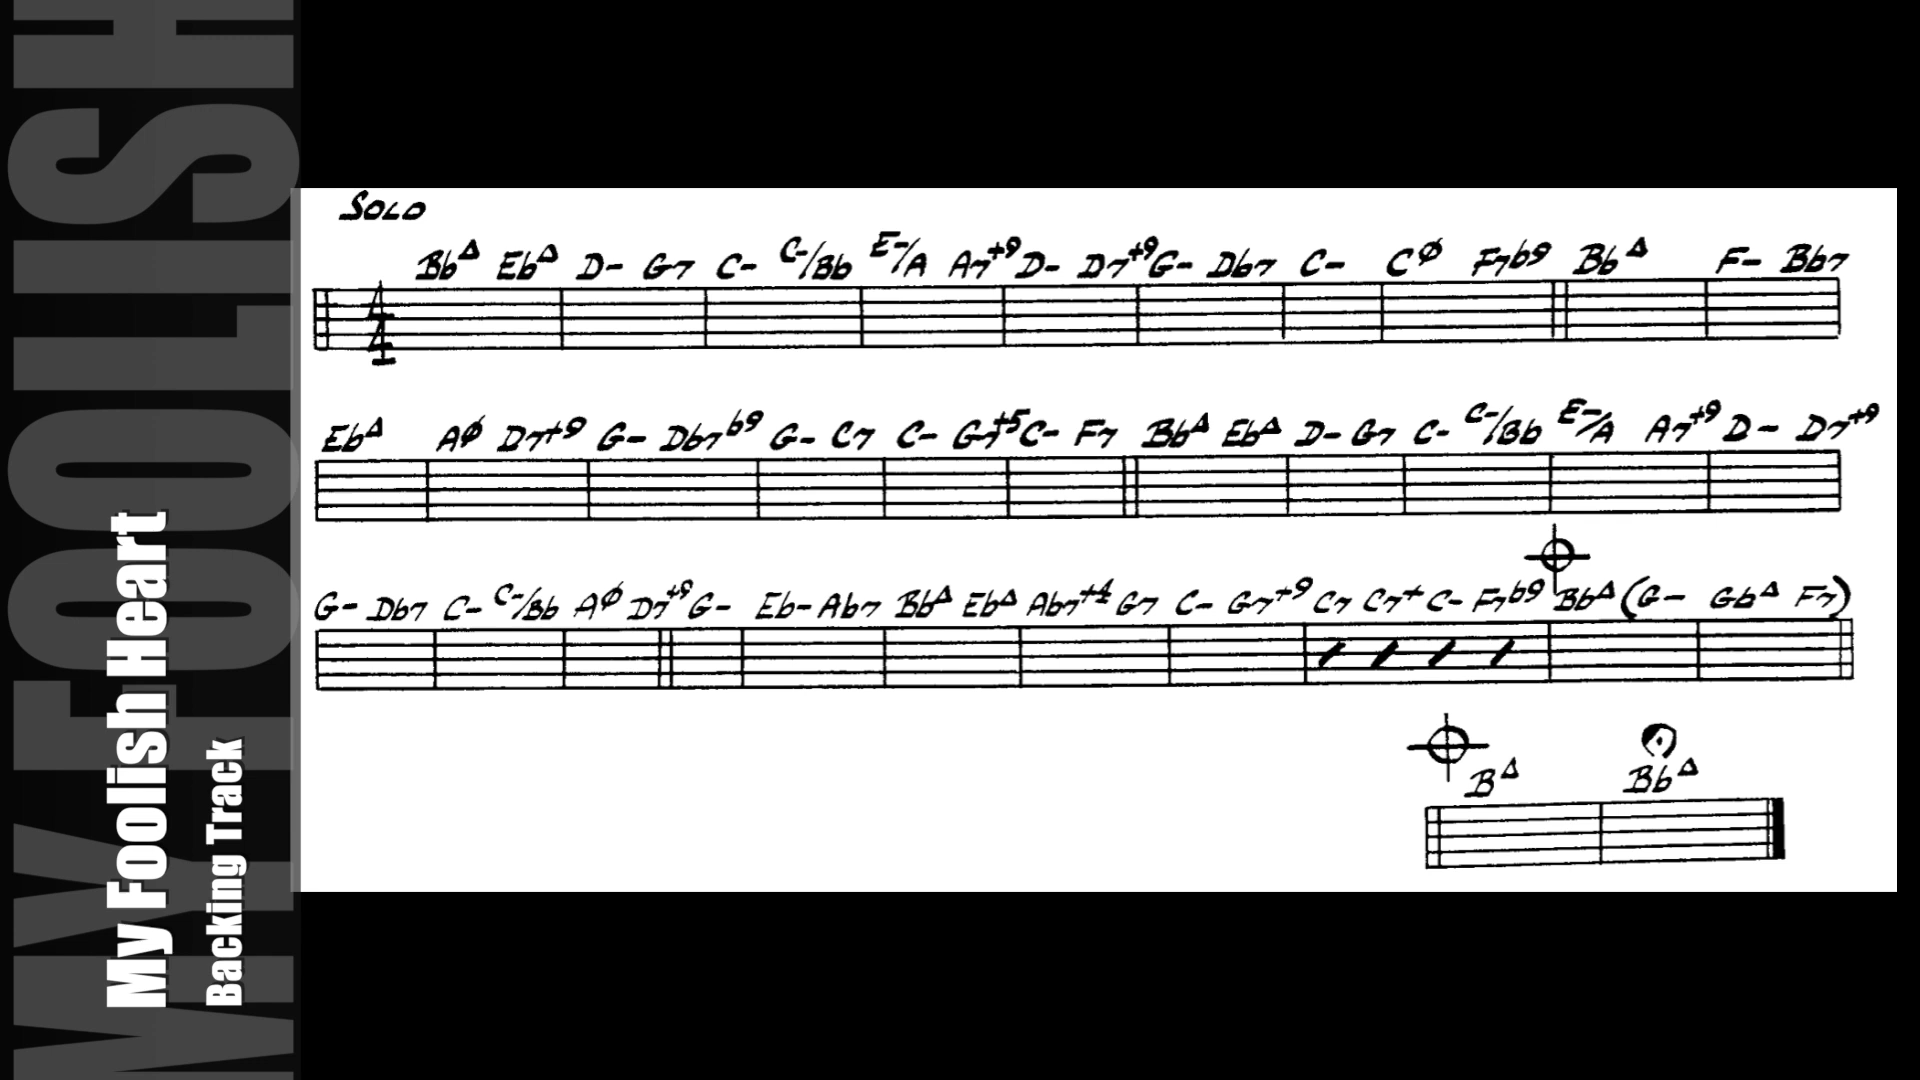 MY FOOLISH
My Foolish Heart
Backing Track
SOLO
Bb△ Eb△ D- G7 C- C-/Bb E-/A A7+9 D- D7+9 G- Db7 C- CØ F7b9 Bb△ F- Bb7
Eb△ AØ D7+9 G- Db7b9 G- C7 C- G7+5 C- F7 Bb△ Eb△ D- G7 C- C-/Bb E-/A A7+9 D- D7+9
G- Db7 C- C-/Bb AØ D7+9 G- Eb- Ab7 Bb△ Eb△ Ab7+4 G7 C- G7+9 C7 C7+ C- F7b9 Bb△ (G- Gb△ F7)
B△ Bb△